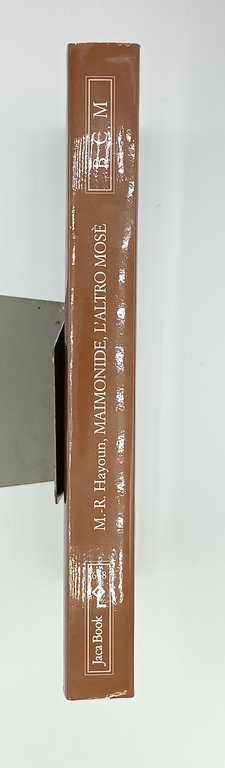 B C M
M.-R. Hayoun, MAIMONIDE, L'ALTRO MOSÈ
Jaca Book